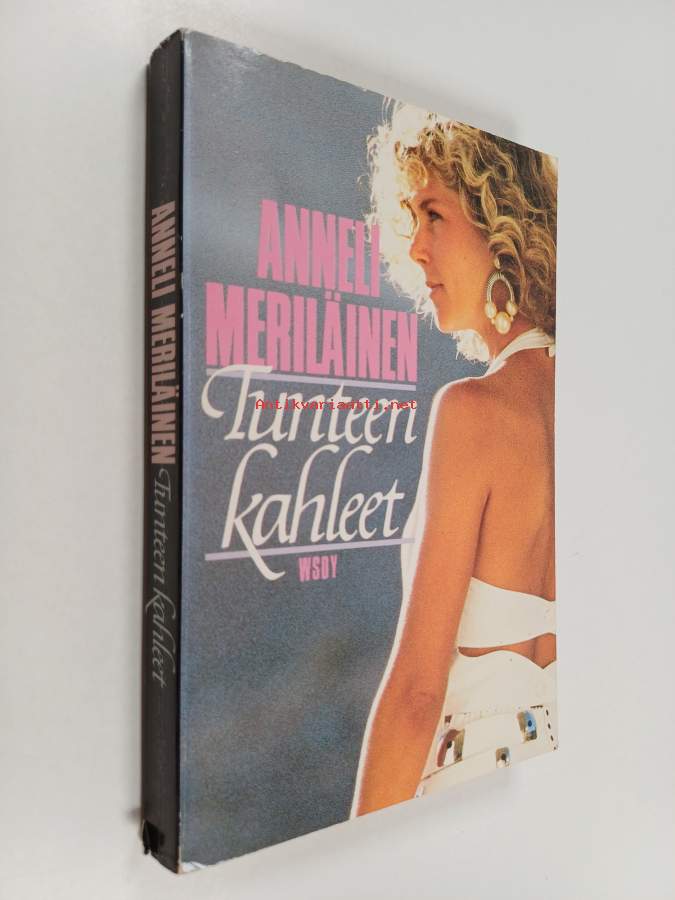 ANNELI
MERILÄINEN
Tunteen
kahleet
WSOY
Antikvariaatti.net
ANNELI MERILÄINEN Tunteen kahleet